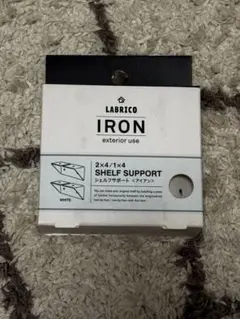 LABRICO
IRON
exterior use
2×4/1×4
SHELF SUPPORT
シェルフサポート <アイアン>
WHITE